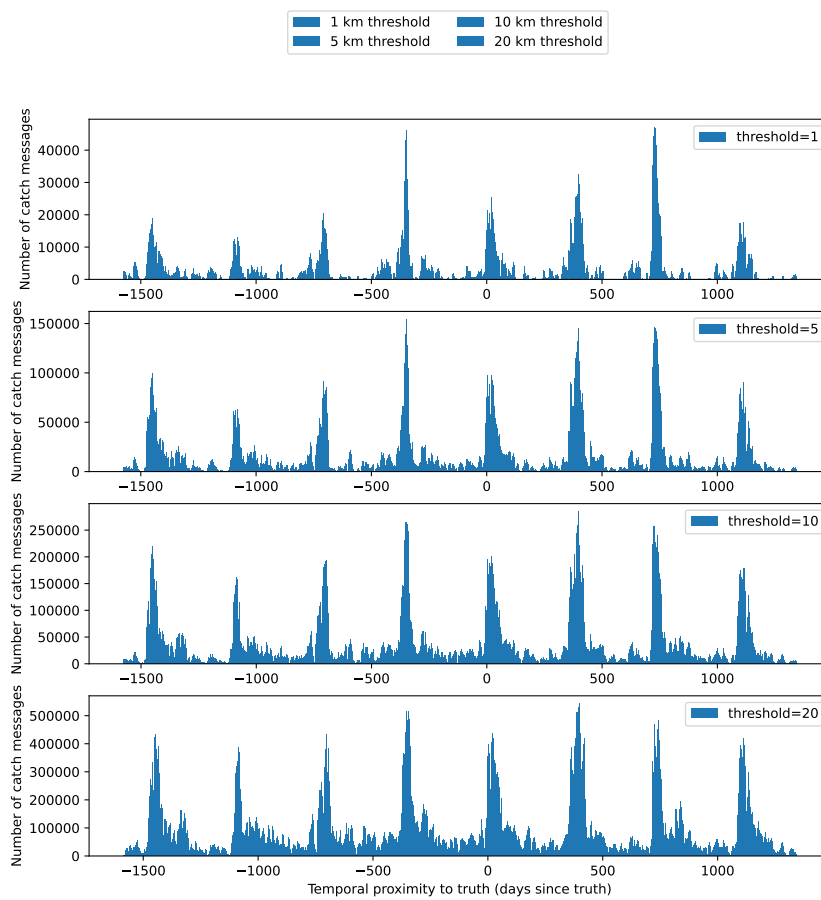 1 km threshold 10 km threshold
5 km threshold 20 km threshold
Number of catch messages
40000
30000
20000
10000
0
threshold=1
−1500 −1000 −500 0 500 1000
Number of catch messages
150000
100000
50000
0
threshold=5
−1500 −1000 −500 0 500 1000
Number of catch messages
250000
200000
150000
100000
50000
0
threshold=10
−1500 −1000 −500 0 500 1000
Number of catch messages
500000
400000
300000
200000
100000
0
threshold=20
−1500 −1000 −500 0 500 1000
Temporal proximity to truth (days since truth)